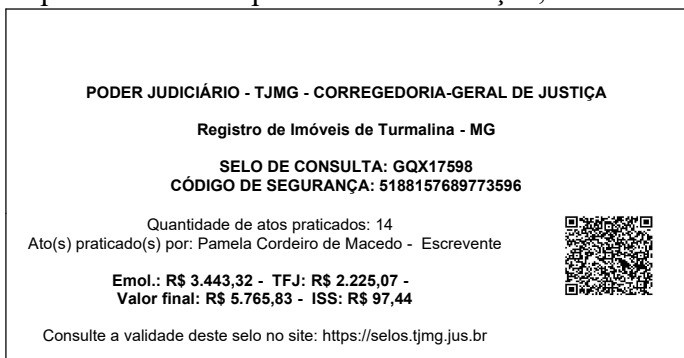 PODER JUDICIÁRIO - TJMG - CORREGEDORIA-GERAL DE JUSTIÇA
Registro de Imóveis de Turmalina - MG
SELO DE CONSULTA: GQX17598
CÓDIGO DE SEGURANÇA: 5188157689773596
Quantidade de atos praticados: 14
Ato(s) praticado(s) por: Pamela Cordeiro de Macedo - Escrevente
Emol.: R$ 3.443,32 - TFJ: R$ 2.225,07 -
Valor final: R$ 5.765,83 - ISS: R$ 97,44
Consulte a validade deste selo no site: https://selos.tjmg.jus.br